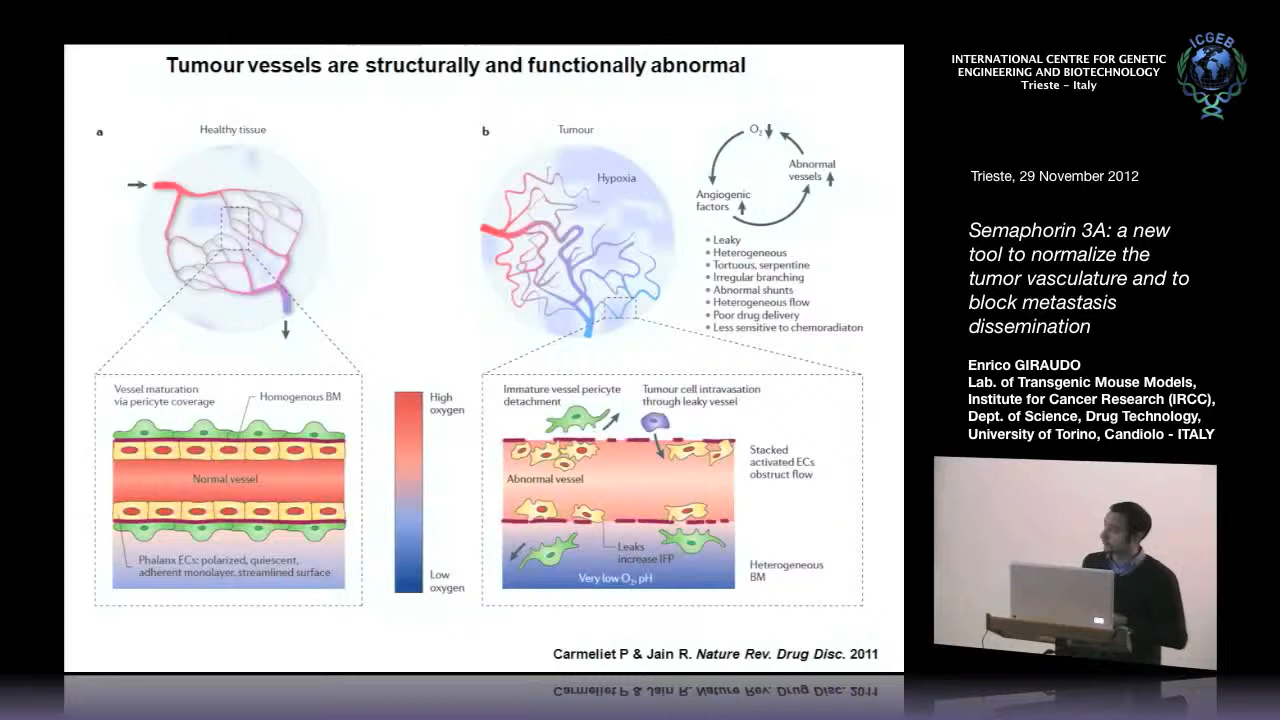 Tumour vessels are structurally and functionally abnormal
a
Healthy tissue
b
Tumour
Hypoxia
O2
Abnormal
vessels
Angiogenic
factors
• Leaky
• Heterogeneous
• Tortuous, serpentine
• Irregular branching
• Abnormal shunts
• Heterogeneous flow
• Poor drug delivery
• Less sensitive to chemoradiaton
Vessel maturation
via pericyte coverage
Homogenous BM
Normal vessel
Phalanx ECs: polarized, quiescent,
adherent monolayer, streamlined surface
High
oxygen
Low
oxygen
Immature vessel pericyte
detachment
Tumour cell intravasation
through leaky vessel
Abnormal vessel
Stacked
activated ECs
obstruct flow
Leaks
increase IFP
Very low O2, pH
Heterogeneous
BM
Carmeliet P & Jain R. Nature Rev. Drug Disc. 2011
INTERNATIONAL CENTRE FOR GENETIC
ENGINEERING AND BIOTECHNOLOGY
Trieste – Italy
ICGEB
Trieste, 29 November 2012
Semaphorin 3A: a new
tool to normalize the
tumor vasculature and to
block metastasis
dissemination
Enrico GIRAUDO
Lab. of Transgenic Mouse Models,
Institute for Cancer Research (IRCC),
Dept. of Science, Drug Technology,
University of Torino, Candiolo - ITALY